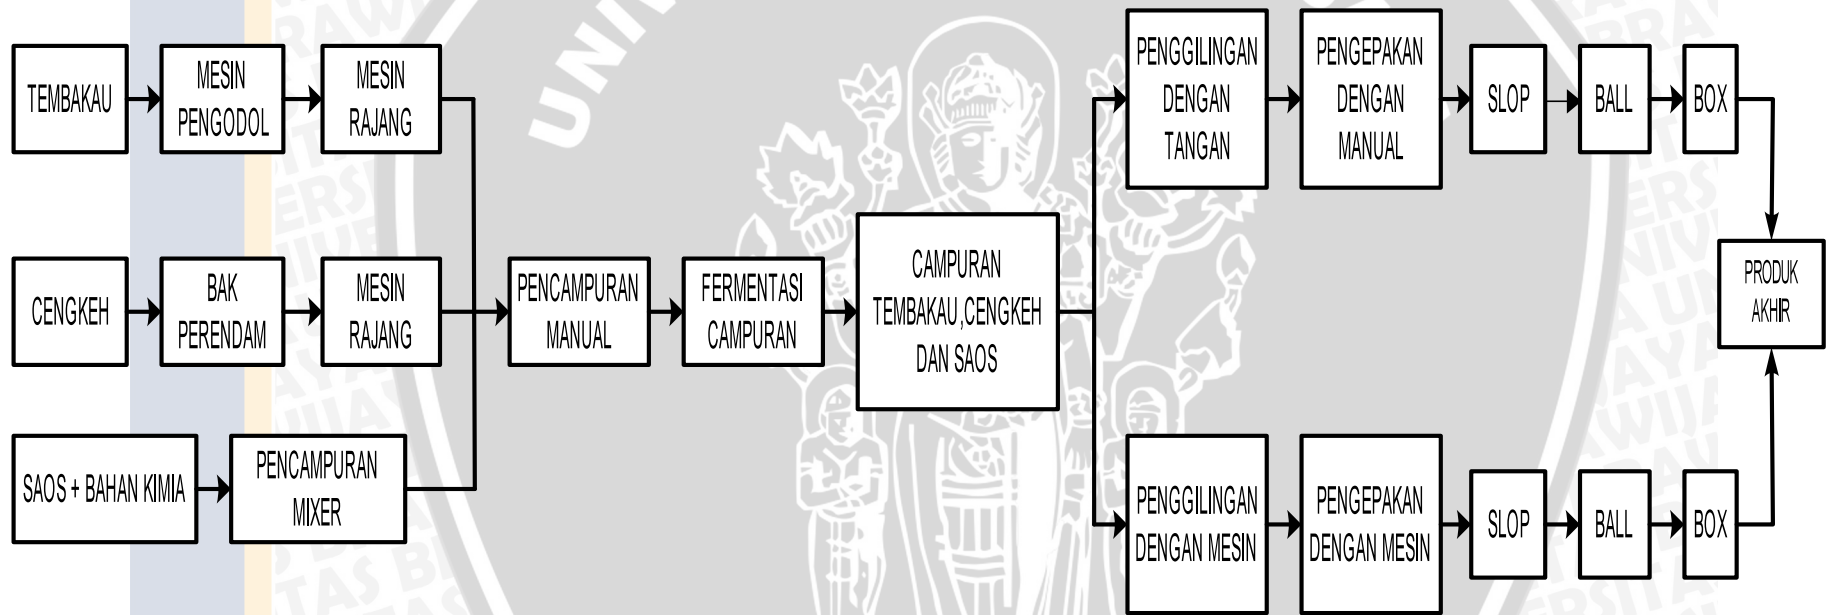 TEMBAKAU
MESIN
PENGODOL
MESIN
RAJANG
CENGKEH
BAK
PERENDAM
MESIN
RAJANG
SAOS + BAHAN KIMIA
PENCAMPURAN
MIXER
PENCAMPURAN
MANUAL
FERMENTASI
CAMPURAN
CAMPURAN
TEMBAKAU,CENGKEH
DAN SAOS
PENGGILINGAN
DENGAN
TANGAN
PENGEPAKAN
DENGAN
MANUAL
SLOP
BALL
BOX
PENGGILINGAN
DENGAN MESIN
PENGEPAKAN
DENGAN MESIN
SLOP
BALL
BOX
PRODUK
AKHIR